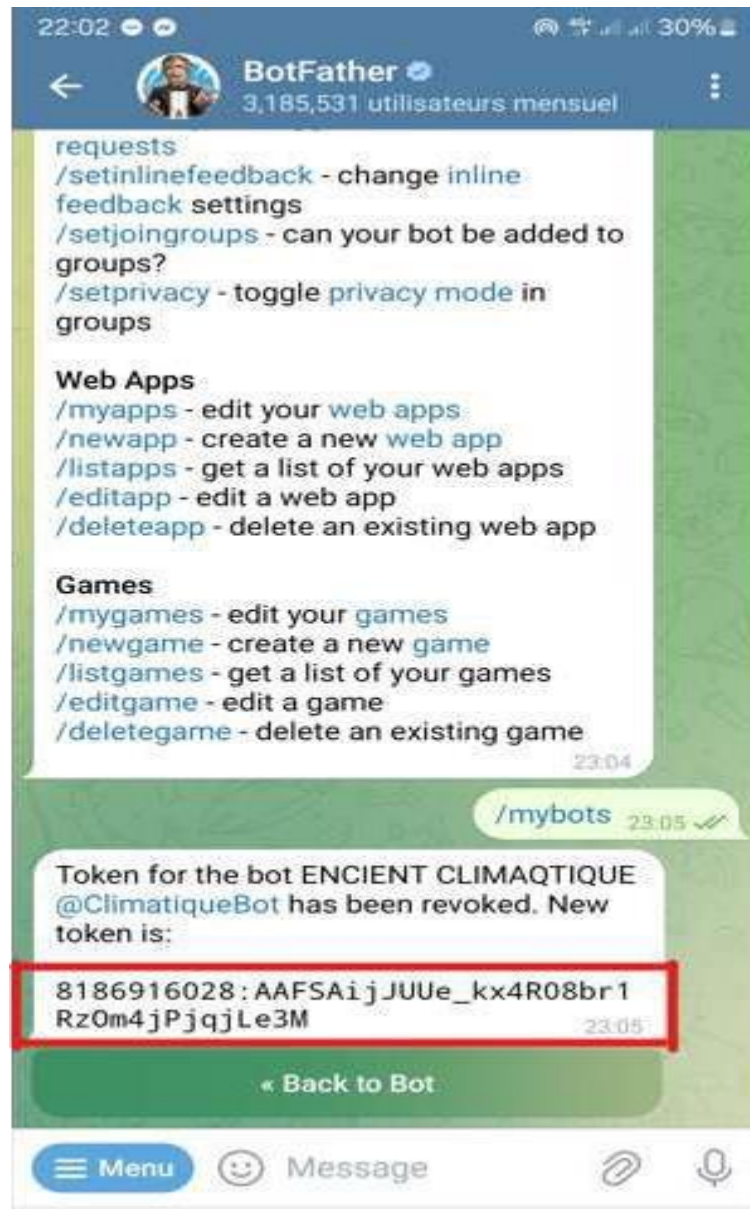 22:02
30%
BotFather
3,185,531 utilisateurs mensuel
requests
/setinlinefeedback - change inline
feedback settings
/setjoingroups - can your bot be added to
groups?
/setprivacy - toggle privacy mode in
groups
Web Apps
/myapps - edit your web apps
/newapp - create a new web app
/listapps - get a list of your web apps
/editapp - edit a web app
/deleteapp - delete an existing web app
Games
/mygames - edit your games
/newgame - create a new game
/listgames - get a list of your games
/editgame - edit a game
/deletegame - delete an existing game
23:04
/mybots 23:05
Token for the bot ENCIENT CLIMAQTIQUE
@ClimatiqueBot has been revoked. New
token is:
8186916028:AAFSAijJUUe_kx4R08br1
RzOm4jPjqjLe3M
23:05
« Back to Bot
Menu
Message